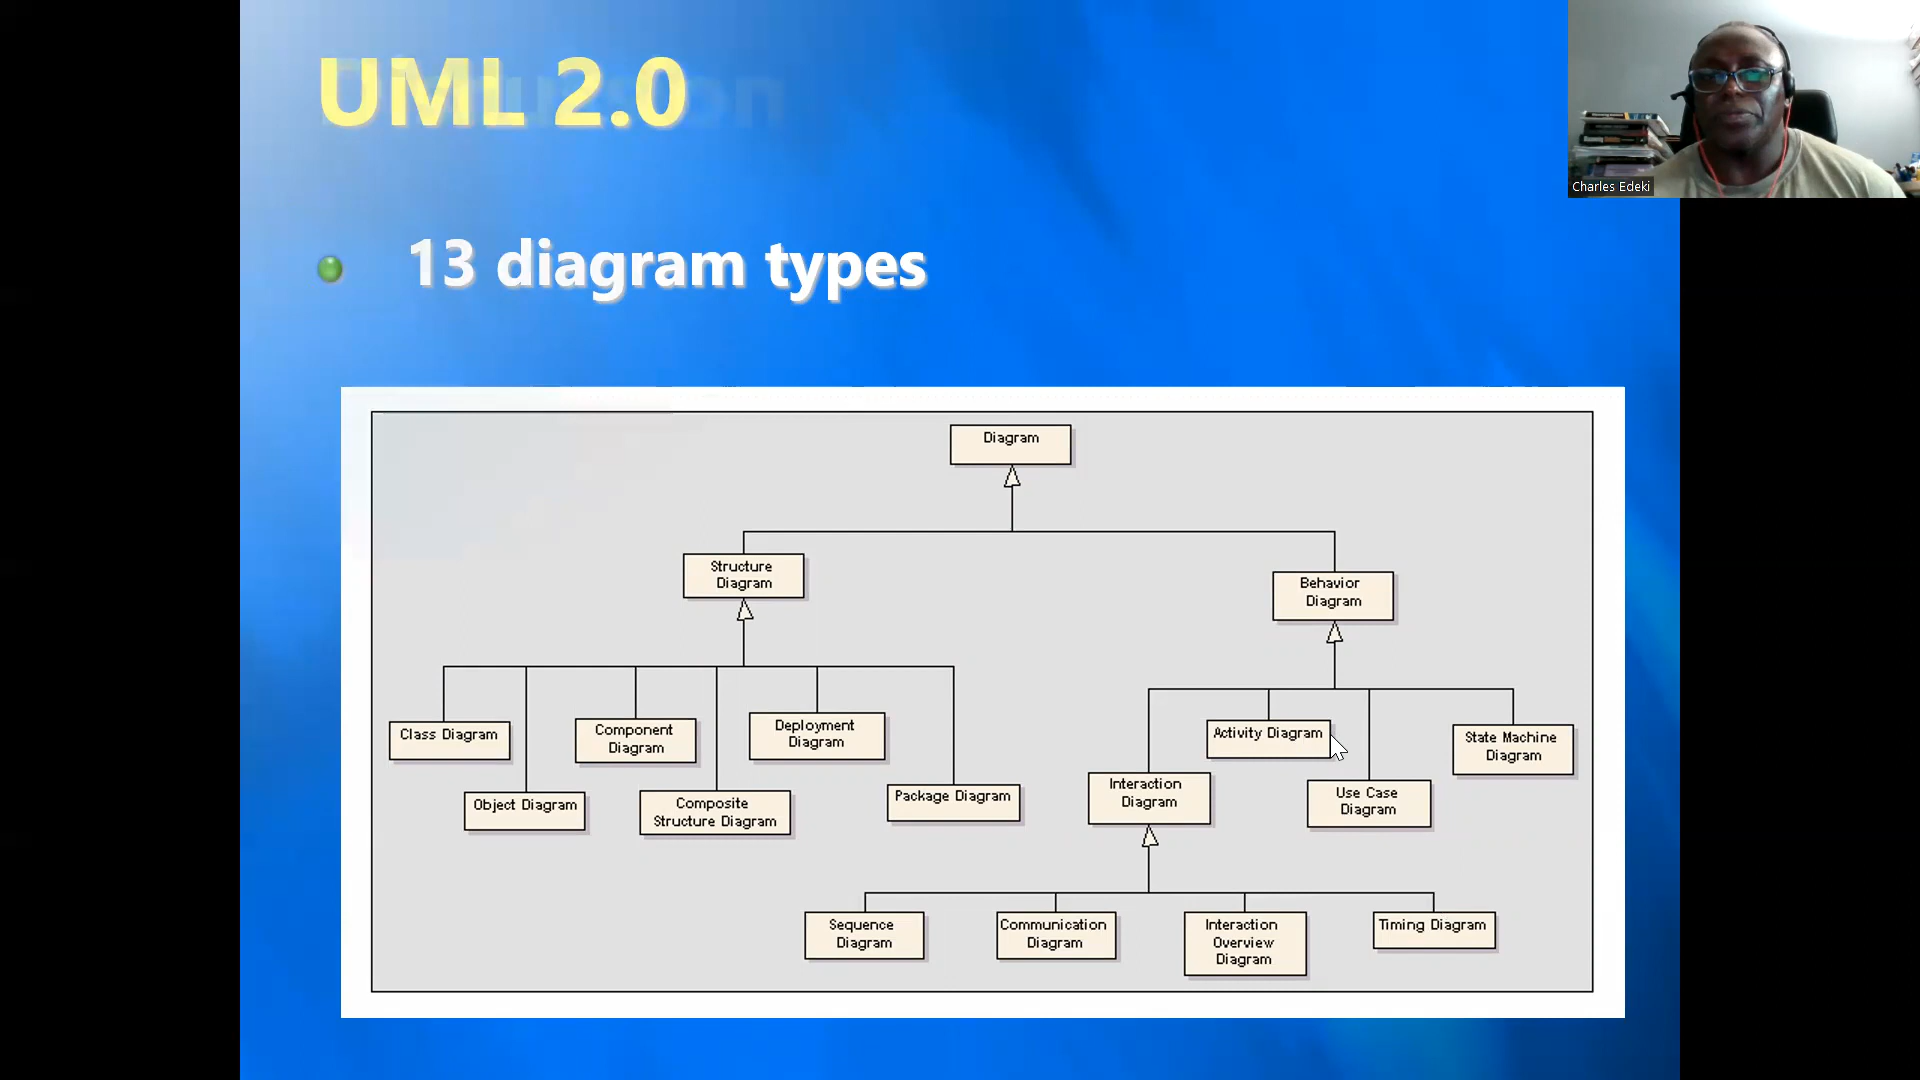 UML 2.0
Charles Edeki
13 diagram types
Diagram
Structure
Diagram
Behavior
Diagram
Class Diagram
Component
Diagram
Deployment
Diagram
Object Diagram
Composite
Structure Diagram
Package Diagram
Activity Diagram
State Machine
Diagram
Interaction
Diagram
Use Case
Diagram
Sequence
Diagram
Communication
Diagram
Interaction
Overview
Diagram
Timing Diagram